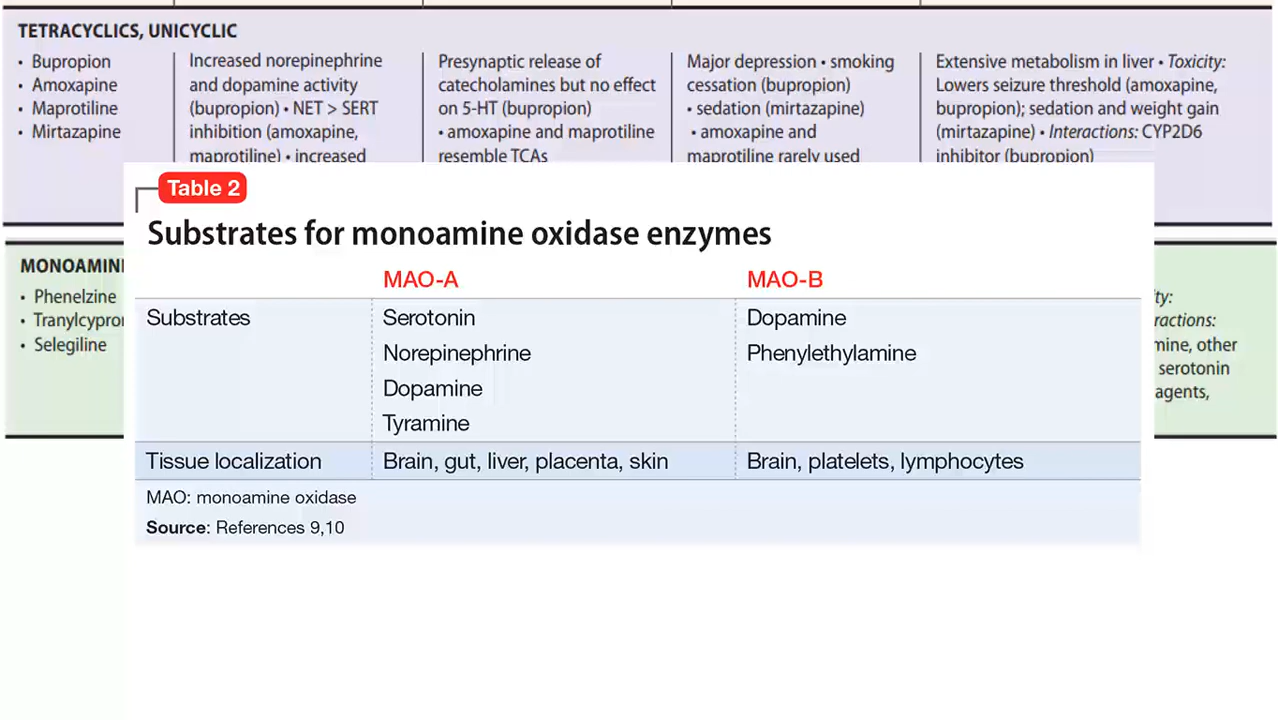 TETRACYCLICS, UNICYCLIC
• Bupropion
• Amoxapine
• Maprotiline
• Mirtazapine
Increased norepinephrine
and dopamine activity
(bupropion) • NET > SERT
inhibition (amoxapine,
maprotiline) • increased
Presynaptic release of
catecholamines but no effect
on 5-HT (bupropion)
• amoxapine and maprotiline
resemble TCAs
Major depression • smoking
cessation (bupropion)
• sedation (mirtazapine)
• amoxapine and
maprotiline rarely used
Extensive metabolism in liver • Toxicity:
Lowers seizure threshold (amoxapine,
bupropion); sedation and weight gain
(mirtazapine) • Interactions: CYP2D6
inhibitor (bupropion)
MONOAMIN
• Phenelzine
• Tranylcypro
• Selegiline
Table 2
Substrates for monoamine oxidase enzymes
MAO-A MAO-B
Substrates
Serotonin
Norepinephrine
Dopamine
Tyramine
Dopamine
Phenylethylamine
Tissue localization Brain, gut, liver, placenta, skin Brain, platelets, lymphocytes
MAO: monoamine oxidase
Source: References 9,10
ty:
ractions:
mine, other
serotonin
agents,